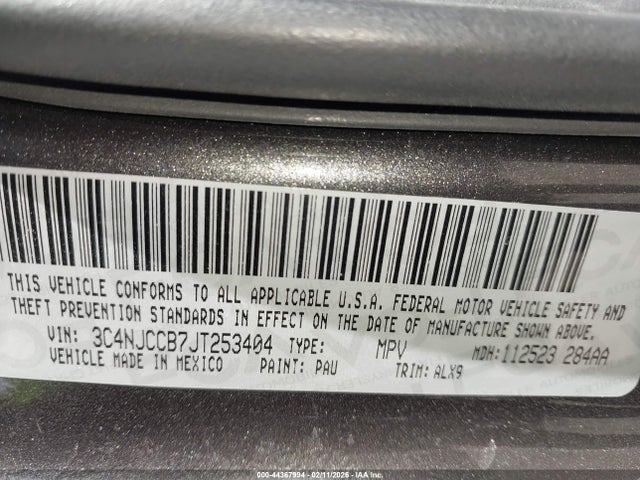 THIS VEHICLE CONFORMS TO ALL APPLICABLE U.S.A. FEDERAL MOTOR VEHICLE SAFETY AND
THEFT PREVENTION STANDARDS IN EFFECT ON THE DATE OF MANUFACTURE SHOWN ABOVE.
VIN: 3C4NJCCB7JT253404 TYPE: MPV MDH: 112523 284AA
VEHICLE MADE IN MEXICO PAINT: PAU TRIM: ALX9
000-44367994 - 02/11/2026 - IAA Inc.